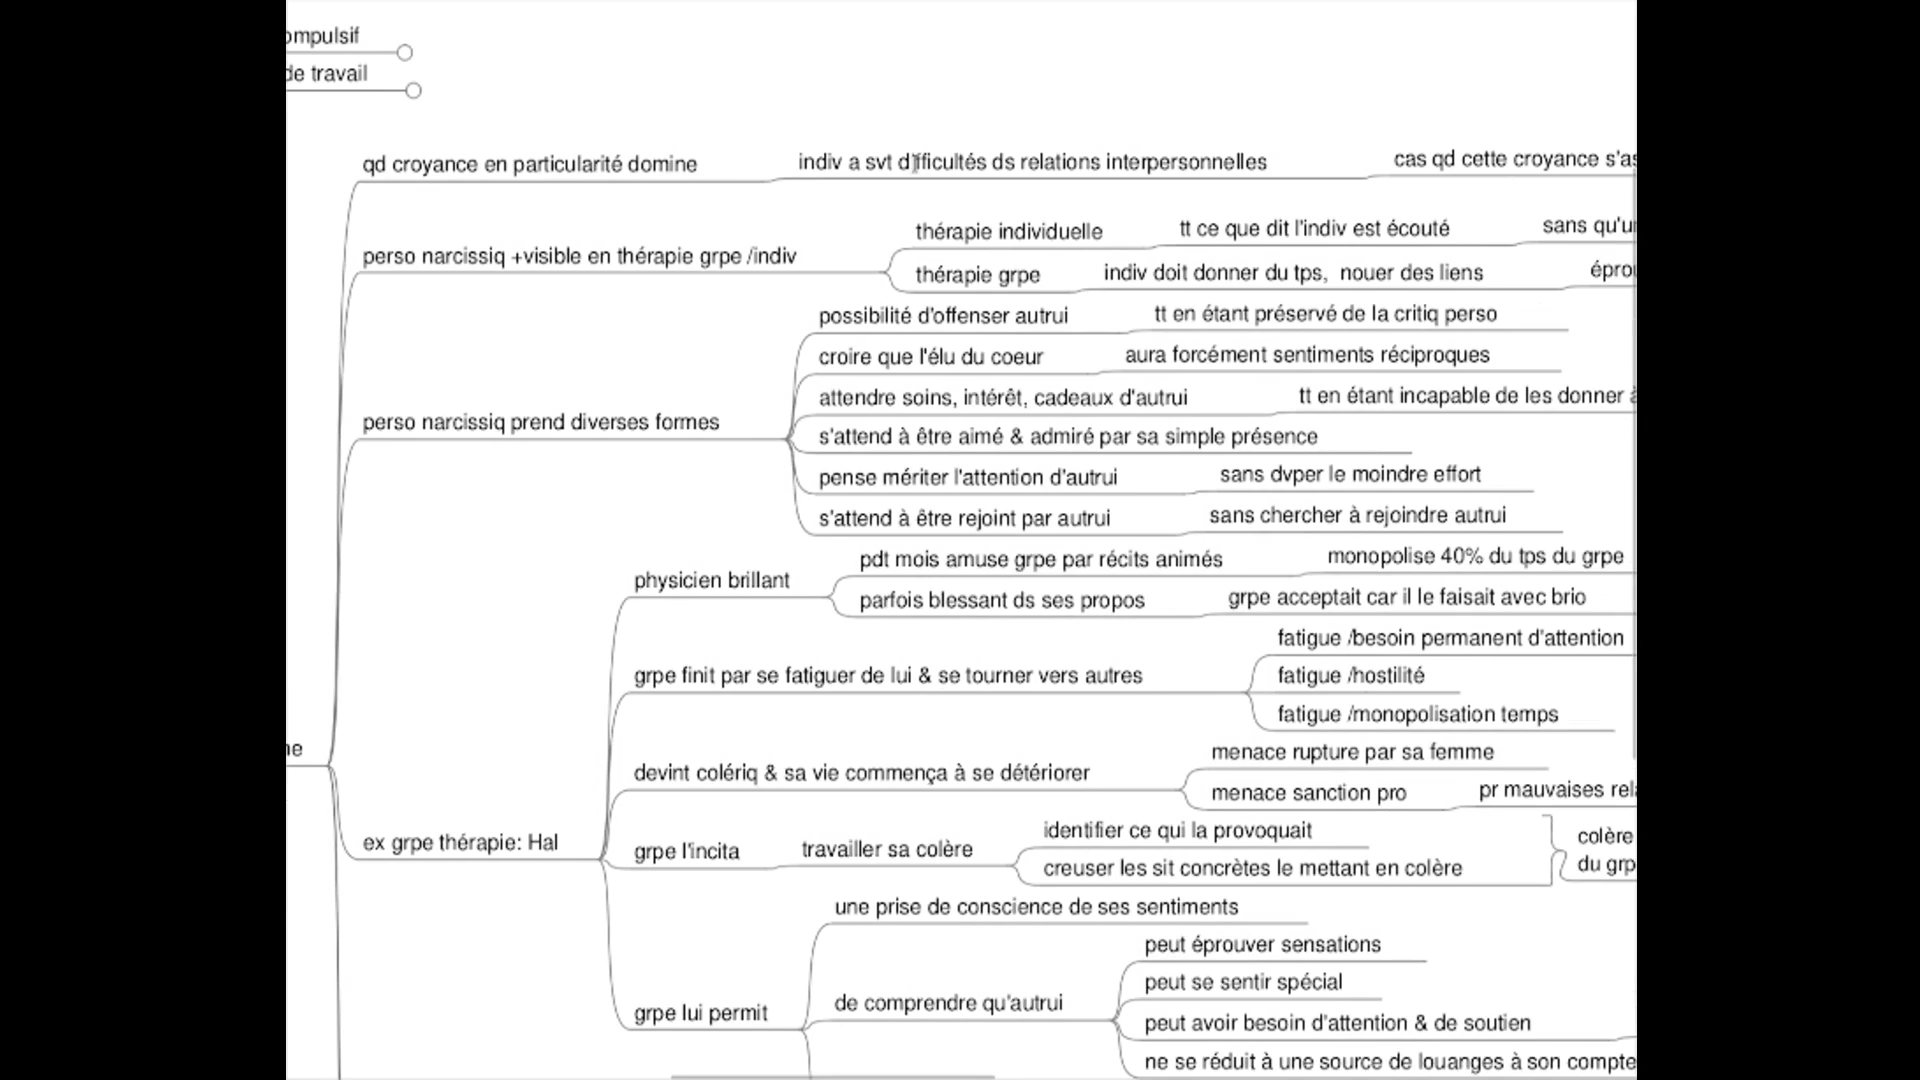 ompulsif
de travail
qd croyance en particularité domine
indiv a svt difficultés ds relations interpersonnelles
cas qd cette croyance s'as
perso narcissiq +visible en thérapie grpe /indiv
thérapie individuelle
tt ce que dit l'indiv est écouté
sans qu'u
thérapie grpe
indiv doit donner du tps, nouer des liens
épro
perso narcissiq prend diverses formes
possibilité d'offenser autrui
tt en étant préservé de la critiq perso
croire que l'élu du coeur
aura forcément sentiments réciproques
attendre soins, intérêt, cadeaux d'autrui
tt en étant incapable de les donner à
s'attend à être aimé & admiré par sa simple présence
pense mériter l'attention d'autrui
sans dvper le moindre effort
s'attend à être rejoint par autrui
sans chercher à rejoindre autrui
ne
ex grpe thérapie: Hal
physicien brillant
pdt mois amuse grpe par récits animés
monopolise 40% du tps du grpe
parfois blessant ds ses propos
grpe acceptait car il le faisait avec brio
grpe finit par se fatiguer de lui & se tourner vers autres
fatigue /besoin permanent d'attention
fatigue /hostilité
fatigue /monopolisation temps
devint colériq & sa vie commença à se détériorer
menace rupture par sa femme
menace sanction pro
pr mauvaises rela
grpe l'incita
travailler sa colère
identifier ce qui la provoquait
creuser les sit concrètes le mettant en colère
colère
du grp
grpe lui permit
une prise de conscience de ses sentiments
de comprendre qu'autrui
peut éprouver sensations
peut se sentir spécial
peut avoir besoin d'attention & de soutien
ne se réduit à une source de louanges à son compte